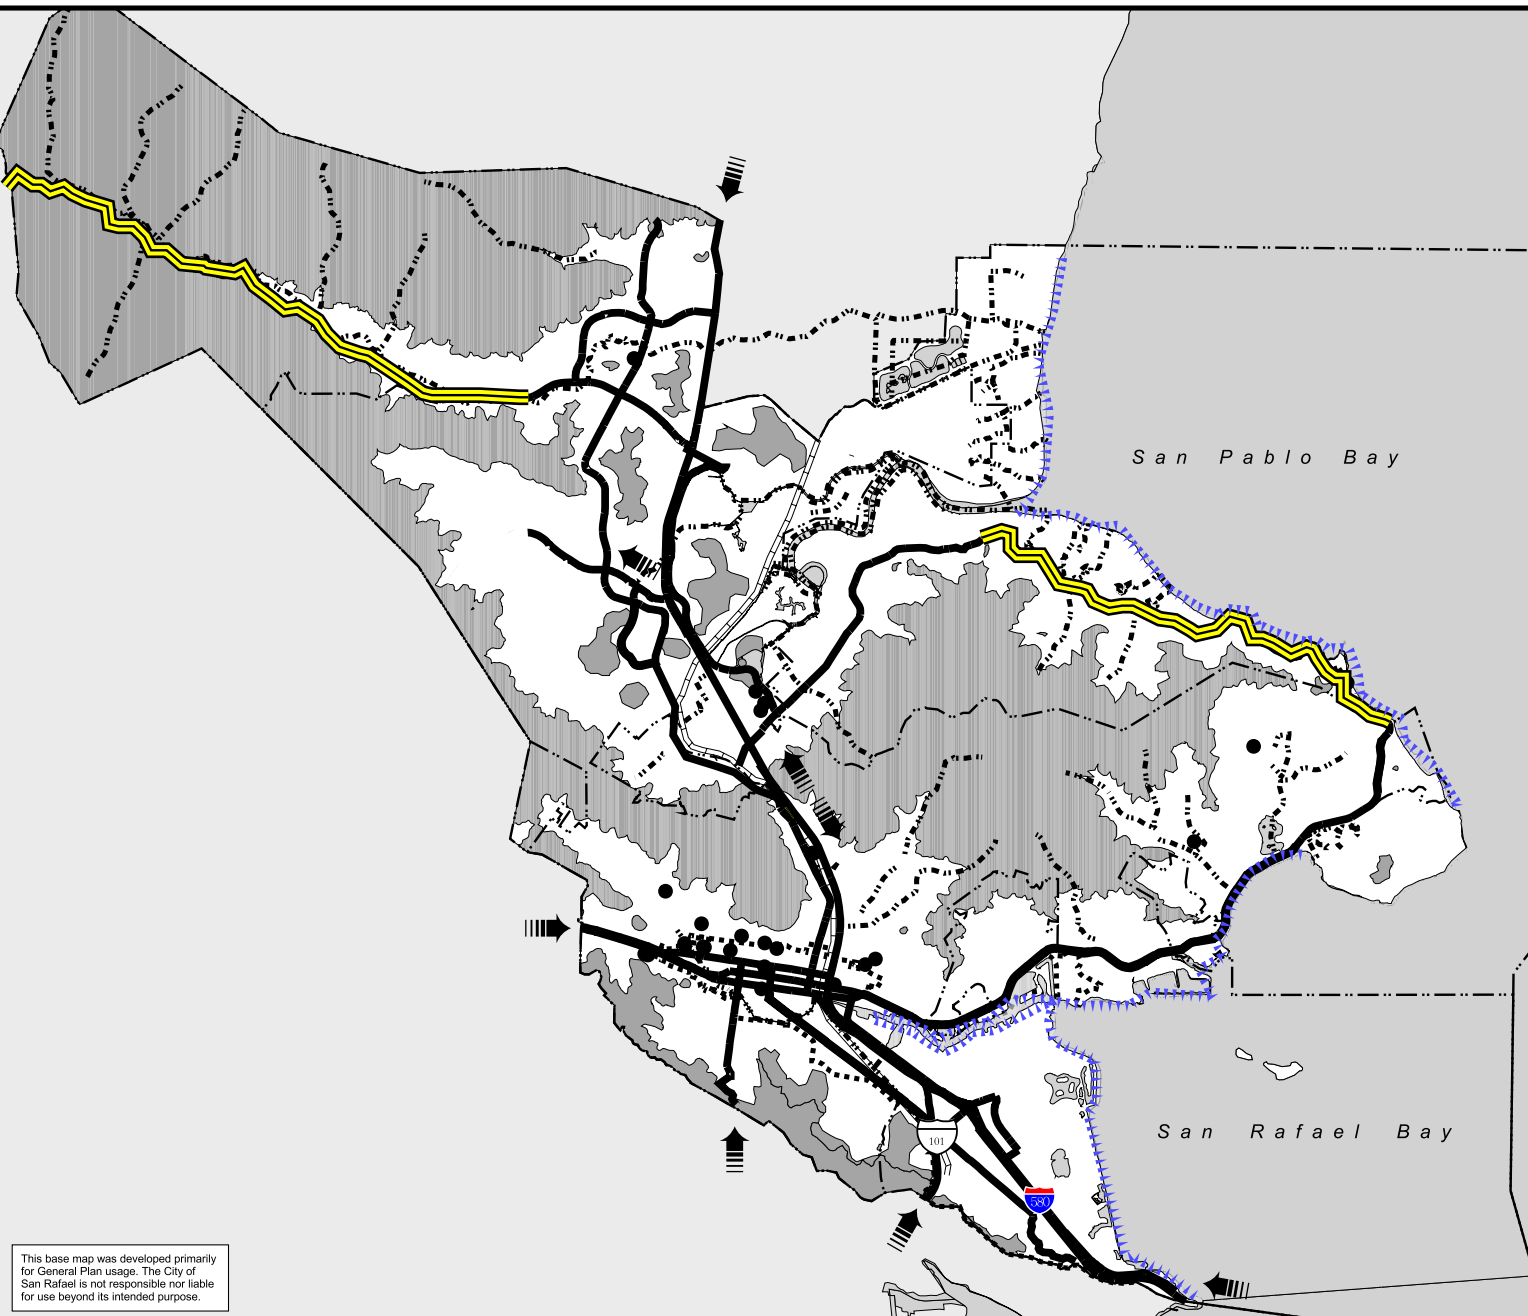 San Pablo Bay
San Rafael Bay
101
580
This base map was developed primarily
for General Plan usage. The City of
San Rafael is not responsible nor liable
for use beyond its intended purpose.